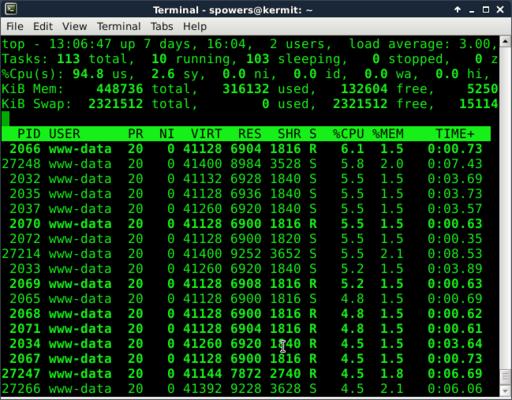 Terminal - spowers@kermit: ~
File Edit View Terminal Tabs Help
top - 13:06:47 up 7 days, 16:04, 2 users, load average: 3.00,
Tasks: 113 total, 10 running, 103 sleeping, 0 stopped, 0 z
%Cpu(s): 94.8 us, 2.6 sy, 0.0 ni, 0.0 id, 0.0 wa, 0.0 hi,
KiB Mem: 448736 total, 316132 used, 132604 free, 5250
KiB Swap: 2321512 total, 0 used, 2321512 free, 15114
PID USER PR NI VIRT RES SHR S %CPU %MEM TIME+
2066 www-data 20 0 41128 6904 1816 R 6.1 1.5 0:00.73
27248 www-data 20 0 41400 8984 3528 S 5.8 2.0 0:07.43
2032 www-data 20 0 41132 6928 1840 S 5.5 1.5 0:03.69
2035 www-data 20 0 41128 6936 1840 S 5.5 1.5 0:03.73
2037 www-data 20 0 41260 6920 1840 S 5.5 1.5 0:03.57
2070 www-data 20 0 41128 6900 1816 R 5.5 1.5 0:00.63
2072 www-data 20 0 41128 6900 1820 S 5.5 1.5 0:00.35
27214 www-data 20 0 41400 9252 3652 S 5.5 2.1 0:08.53
2033 www-data 20 0 41260 6920 1840 S 5.2 1.5 0:03.89
2069 www-data 20 0 41128 6908 1816 R 5.2 1.5 0:00.63
2065 www-data 20 0 41128 6900 1816 S 4.8 1.5 0:00.69
2068 www-data 20 0 41128 6900 1816 R 4.8 1.5 0:00.62
2071 www-data 20 0 41128 6904 1816 R 4.8 1.5 0:00.61
2034 www-data 20 0 41260 6920 1840 R 4.5 1.5 0:03.64
2067 www-data 20 0 41128 6900 1816 R 4.5 1.5 0:00.73
27247 www-data 20 0 41144 7872 2740 R 4.5 1.8 0:06.69
27266 www-data 20 0 41392 9228 3628 S 4.5 2.1 0:06.06